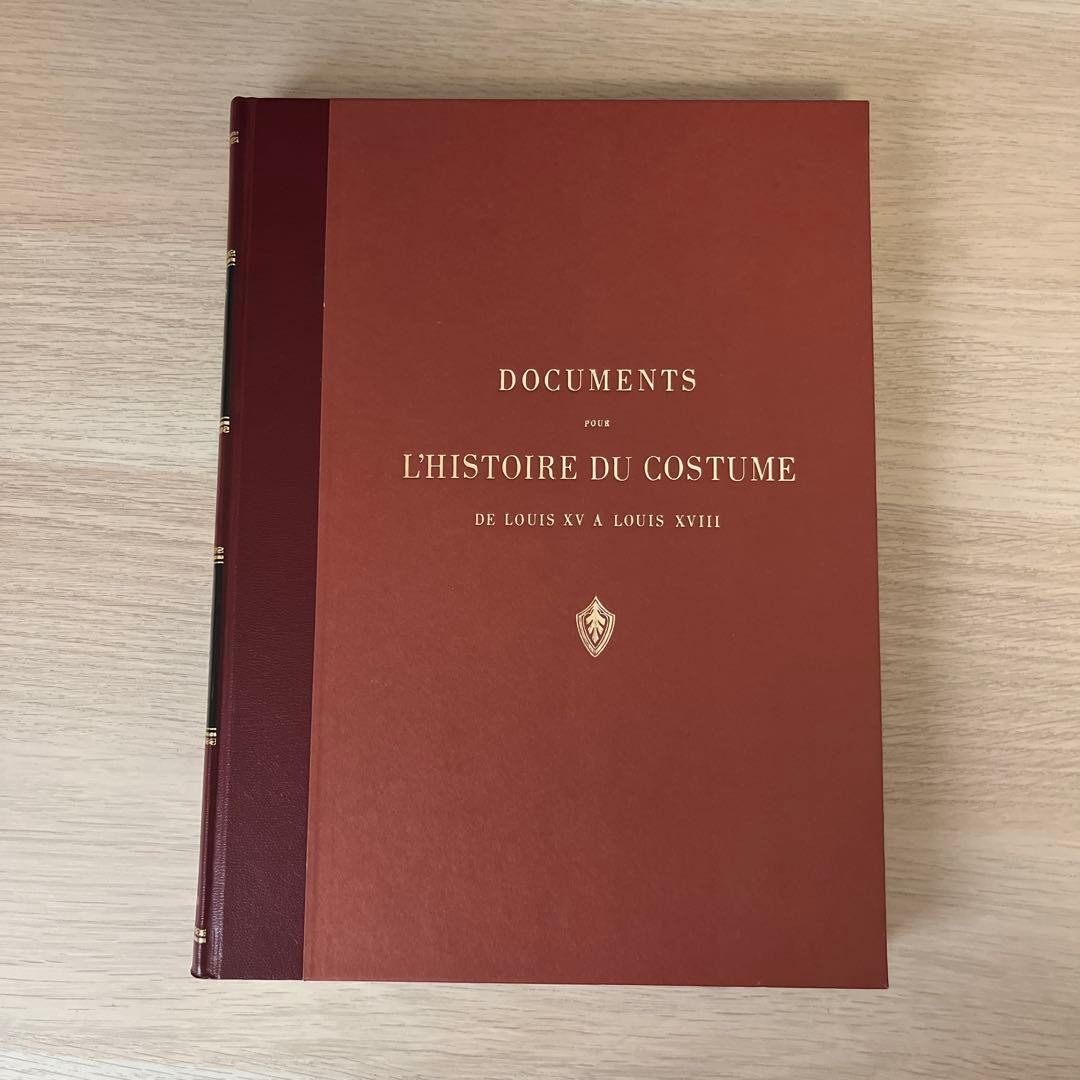 DOCUMENTS
POUR
L'HISTOIRE DU COSTUME
DE LOUIS XV A LOUIS XVIII